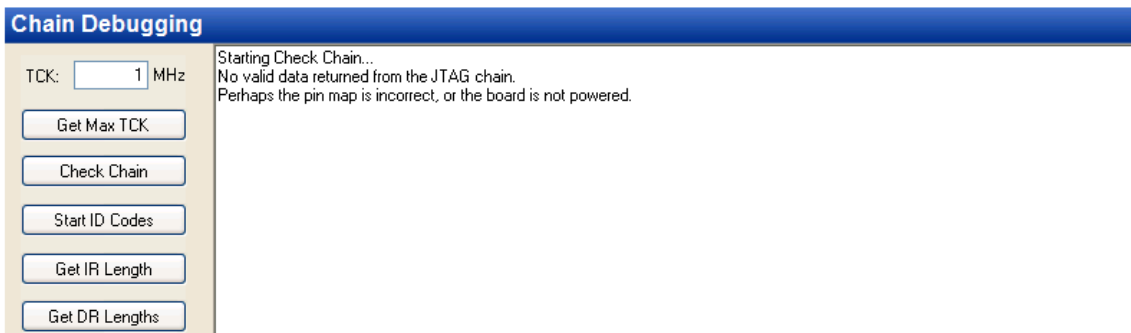 Chain Debugging
TCK: 1 MHz
Get Max TCK
Check Chain
Start ID Codes
Get IR Length
Get DR Lengths
Starting Check Chain...
No valid data returned from the JTAG chain.
Perhaps the pin map is incorrect, or the board is not powered.